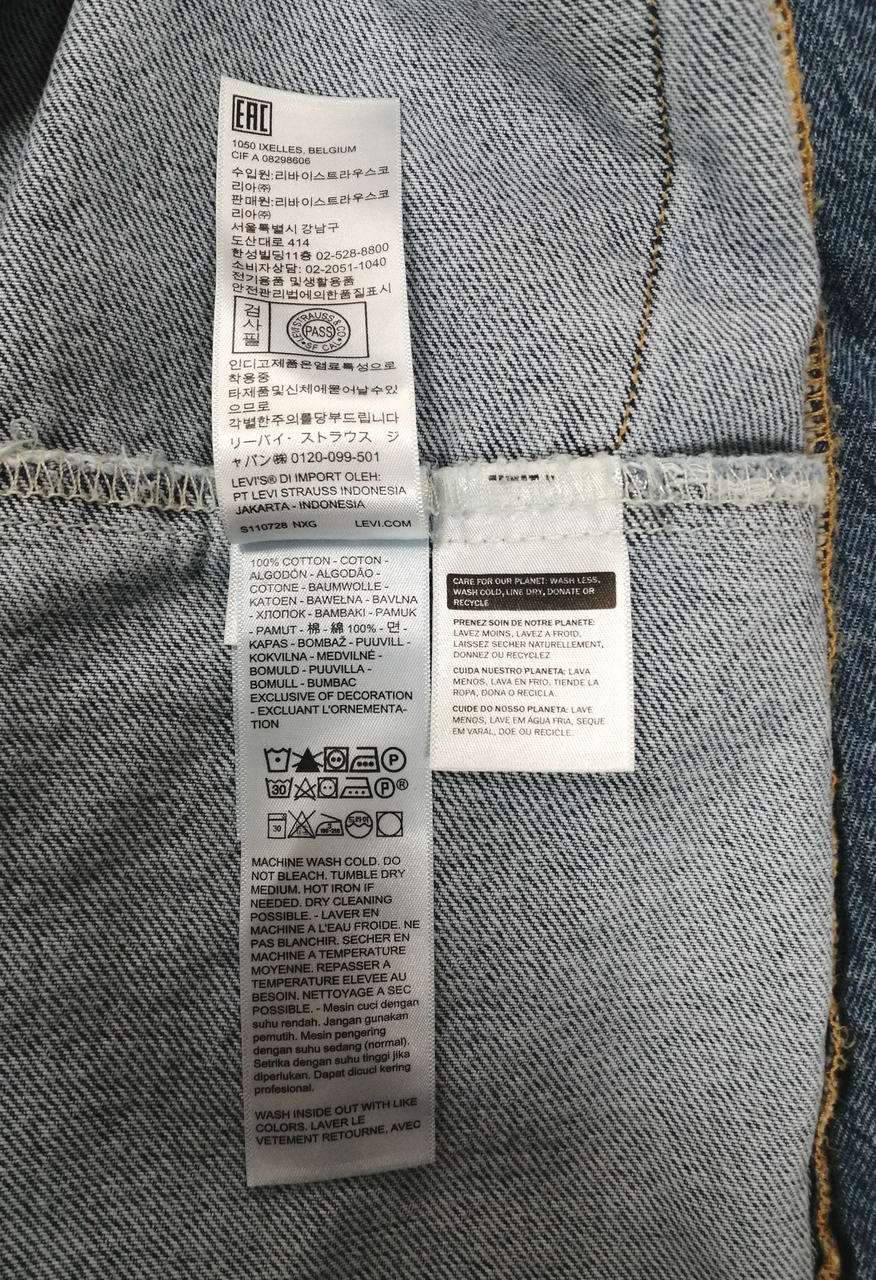 EAC
1050 IXELLES, BELGIUM
CIF A 08298606
수입원:리바이스트라우스코
리아㈜
판매원:리바이스트라우스코
리아㈜
서울특별시 강남구
도산대로 414
한성빌딩11층 02-528-8800
소비자상담: 02-2051-1040
전기용품 및생활용품
안전관리법에의한품질표시
검
사
필
LEVI STRAUSS & CO
PASS
SF CAL
인디고제품은염료특성으로
착용중
타제품및신체에묻어날수있
으므로
각별한주의를당부드립니다
リーバイ・ストラウス ジ
ャパン㈱ 0120-099-501
LEVI'S® DI IMPORT OLEH:
PT LEVI STRAUSS INDONESIA
JAKARTA - INDONESIA
S110728 NXG LEVI.COM
100% COTTON - COTON -
ALGODÓN - ALGODÃO -
COTONE - BAUMWOLLE -
KATOEN - BAWEŁNA - BAVLNA
- ХЛОПОК - BAMBAKI - PAMUK
- PAMUT - 棉 - 綿 100% - 면 -
KAPAS - BOMBAŽ - PUUVILL -
KOKVILNA - MEDVILNĖ -
BOMULD - PUUVILLA -
BOMULL - BUMBAC
EXCLUSIVE OF DECORATION
- EXCLUANT L'ORNEMENTA-
TION
P
30 P®
30 180-210 드라이
MACHINE WASH COLD. DO
NOT BLEACH. TUMBLE DRY
MEDIUM. HOT IRON IF
NEEDED. DRY CLEANING
POSSIBLE. - LAVER EN
MACHINE A L'EAU FROIDE. NE
PAS BLANCHIR. SECHER EN
MACHINE A TEMPERATURE
MOYENNE. REPASSER A
TEMPERATURE ELEVEE AU
BESOIN. NETTOYAGE A SEC
POSSIBLE. - Mesin cuci dengan
suhu rendah. Jangan gunakan
pemutih. Mesin pengering
dengan suhu sedang (normal).
Setrika dengan suhu tinggi jika
diperlukan. Dapat dicuci kering
profesional.
WASH INSIDE OUT WITH LIKE
COLORS. LAVER LE
VETEMENT RETOURNE, AVEC
CARE FOR OUR PLANET: WASH LESS,
WASH COLD, LINE DRY, DONATE OR
RECYCLE
PRENEZ SOIN DE NOTRE PLANETE:
LAVEZ MOINS, LAVEZ A FROID,
LAISSEZ SECHER NATURELLEMENT,
DONNEZ OU RECYCLEZ
CUIDA NUESTRO PLANETA: LAVA
MENOS, LAVA EN FRIO, TIENDE LA
ROPA, DONA O RECICLA.
CUIDE DO NOSSO PLANETA: LAVE
MENOS, LAVE EM ÁGUA FRIA, SEQUE
EM VARAL, DOE OU RECICLE.